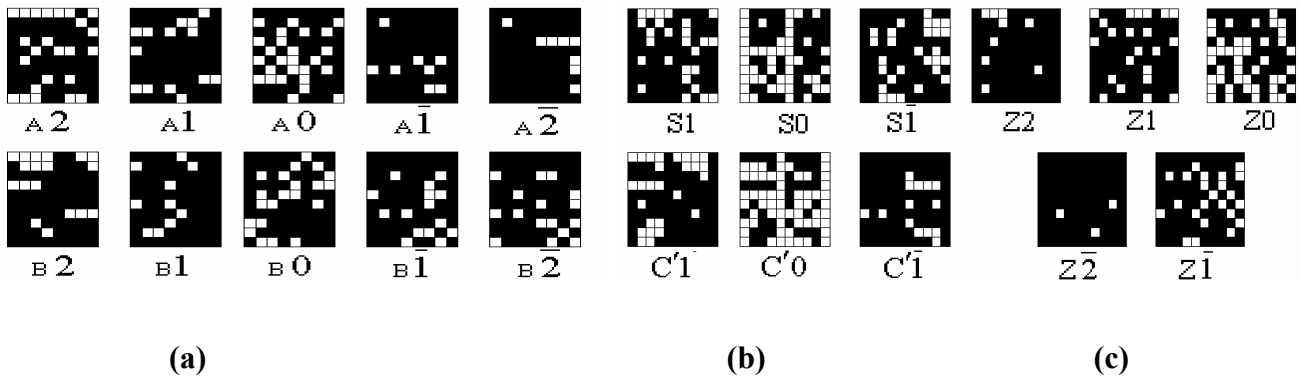 A2 A1 A0 A1̄ A2̄ S1 S0 S1̄ Z2 Z1 Z0
B2 B1 B0 B1̄ B2̄ C'1 C'0 C'1̄ Z2̄ Z1̄
(a) (b) (c)